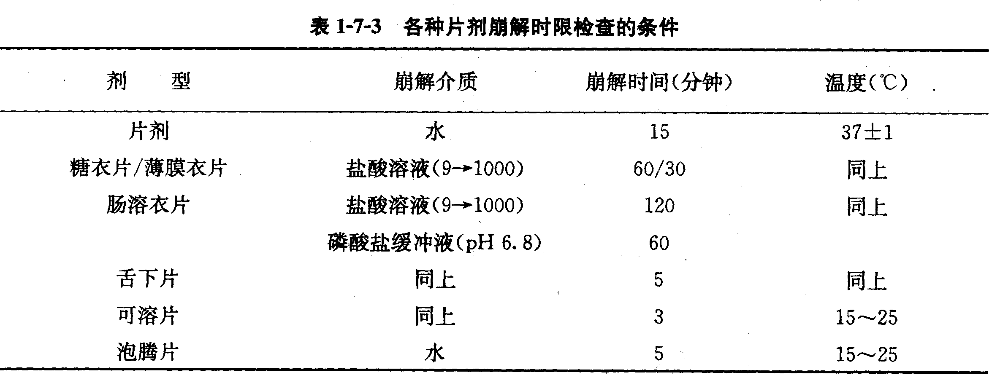 表 1-7-3 各种片剂崩解时限检查的条件
剂 型 崩解介质 崩解时间(分钟) 温度(℃)
片剂 水 15 37±1
糖衣片/薄膜衣片 盐酸溶液(9→1000) 60/30 同上
肠溶衣片 盐酸溶液(9→1000) 120 同上
磷酸盐缓冲液(pH 6.8) 60
舌下片 同上 5 同上
可溶片 同上 3 15～25
泡腾片 水 5 15～25